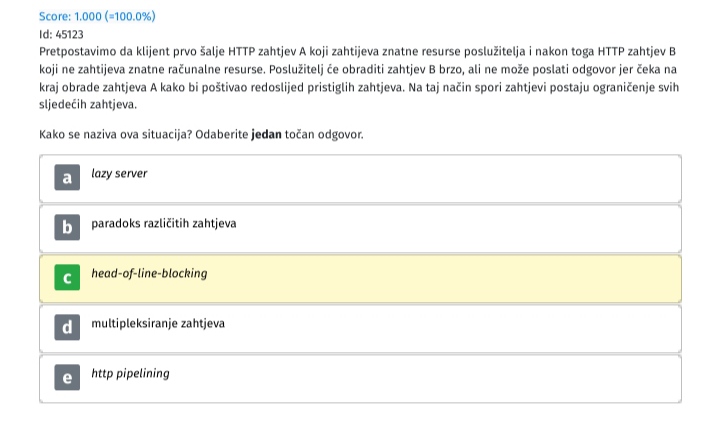 Score: 1.000 (=100.0%)
Id: 45123
Pretpostavimo da klijent prvo šalje HTTP zahtjev A koji zahtijeva znatne resurse poslužitelja i nakon toga HTTP zahtjev B
koji ne zahtijeva znatne računalne resurse. Poslužitelj će obraditi zahtjev B brzo, ali ne može poslati odgovor jer čeka na
kraj obrade zahtjeva A kako bi poštivao redoslijed pristiglih zahtjeva. Na taj način spori zahtjevi postaju ograničenje svih
sljedećih zahtjeva.
Kako se naziva ova situacija? Odaberite jedan točan odgovor.
a lazy server
b paradoks različitih zahtjeva
c head-of-line-blocking
d multipleksiranje zahtjeva
e http pipelining